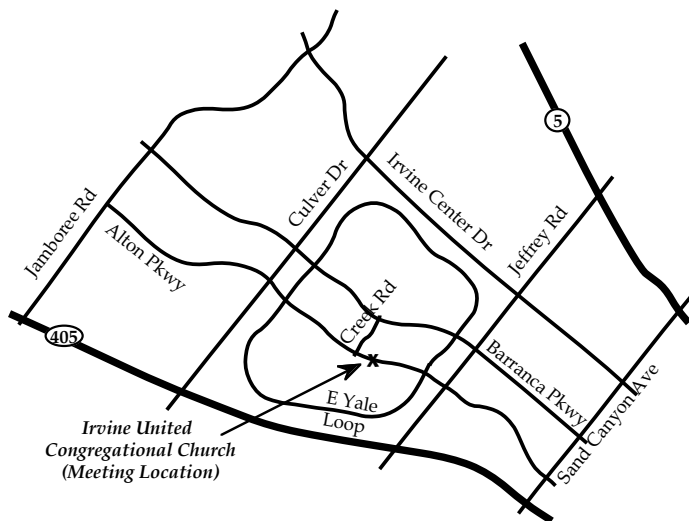 5
Irvine Center Dr
Culver Dr
Jeffrey Rd
Jamboree Rd
Alton Pkwy
Creek Rd
405
Barranca Pkwy
E Yale
Loop
Sand Canyon Ave
x
Irvine United
Congregational Church
(Meeting Location)